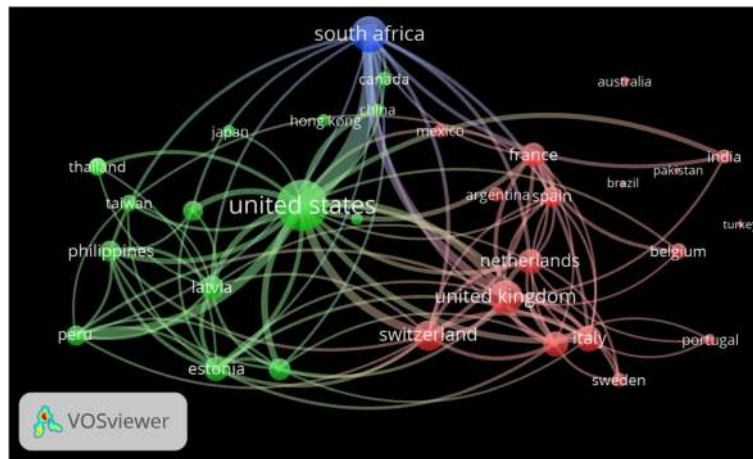 south africa
canada
australia
china
hong kong
japan
mexico
france
india
thailand
pakistan
brazil
argentina
spain
taiwan
united states
turkey
philippines
belgium
netherlands
latvia
united kingdom
peru
switzerland
italy
portugal
estonia
sweden
VOSviewer